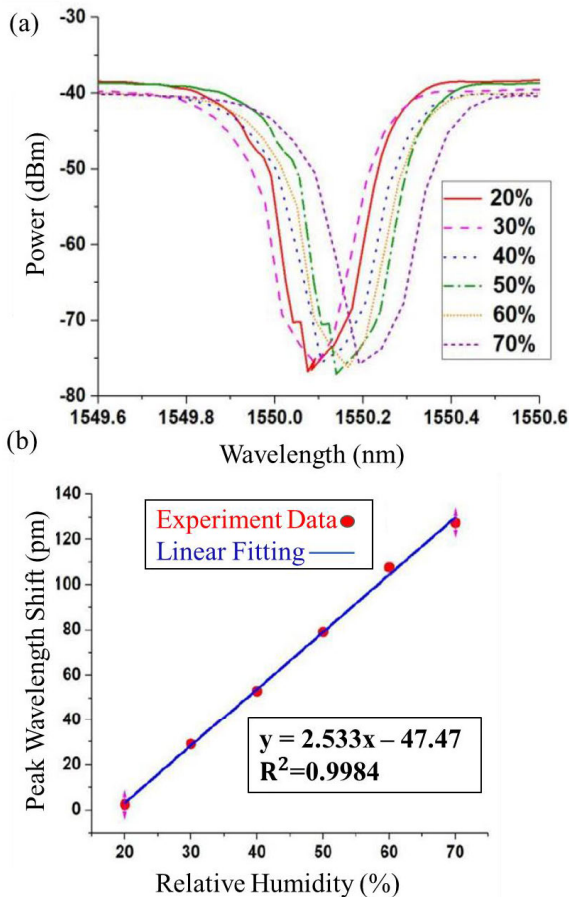 (a)
-30
-40
-50
-60
-70
-80
Power (dBm)
20%
30%
40%
50%
60%
70%
1549.6 1549.8 1550.0 1550.2 1550.4 1550.6
Wavelength (nm)
(b)
140
120
100
80
60
40
20
0
Peak Wavelength Shift (pm)
Experiment Data
Linear Fitting
y = 2.533x – 47.47
R²=0.9984
20 30 40 50 60 70
Relative Humidity (%)